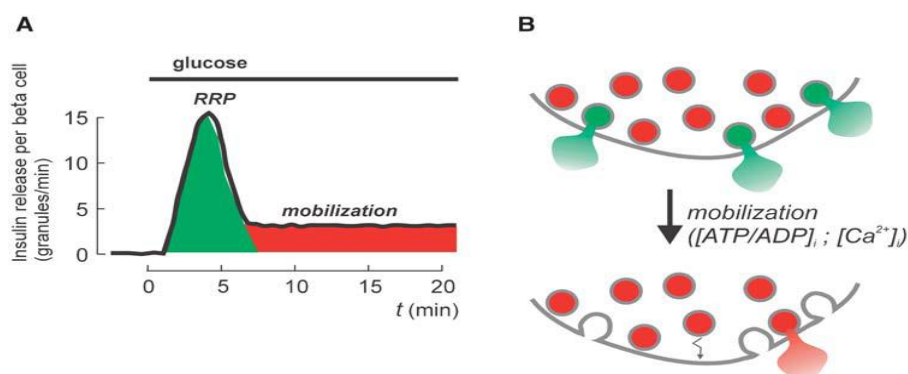 A
glucose
RRP
Insulin release per beta cell
(granules/min)
15
10
5
0
mobilization
0 5 10 15 20
t (min)
B
mobilization
([ATP/ADP]i ; [Ca2+]i)